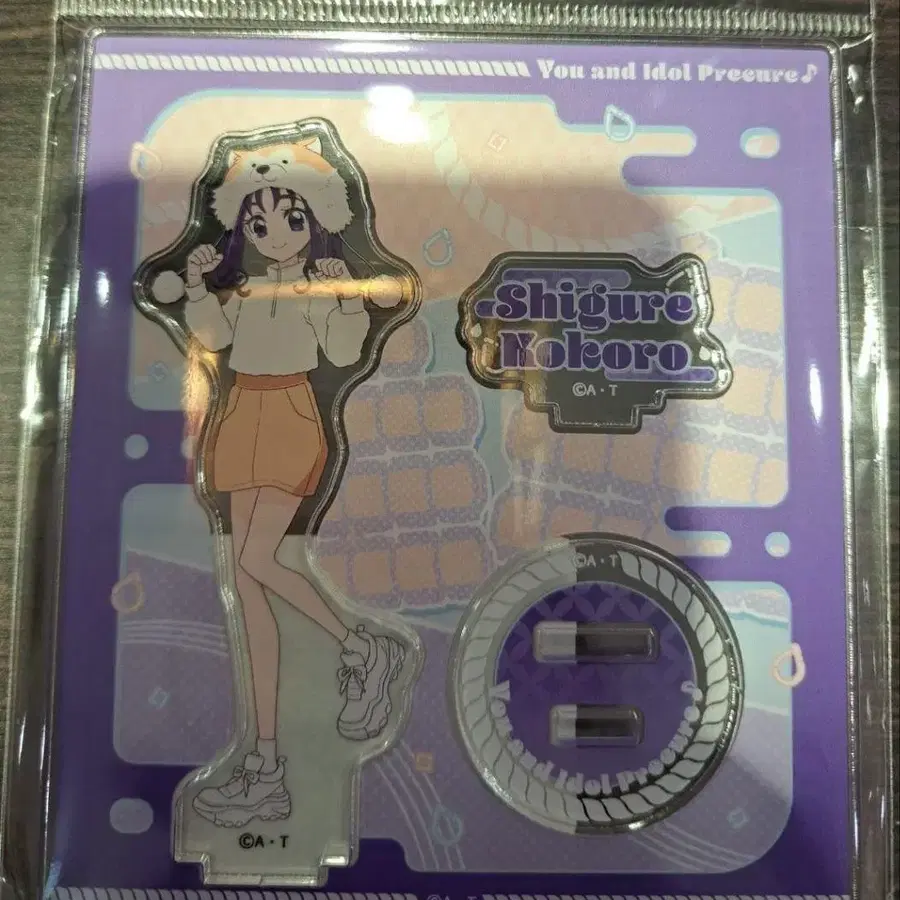 You and Idol Precure♪
Shigure
Kokoro
©A・T
©A・T
You and Idol Precure♪
©A・T
©A・T